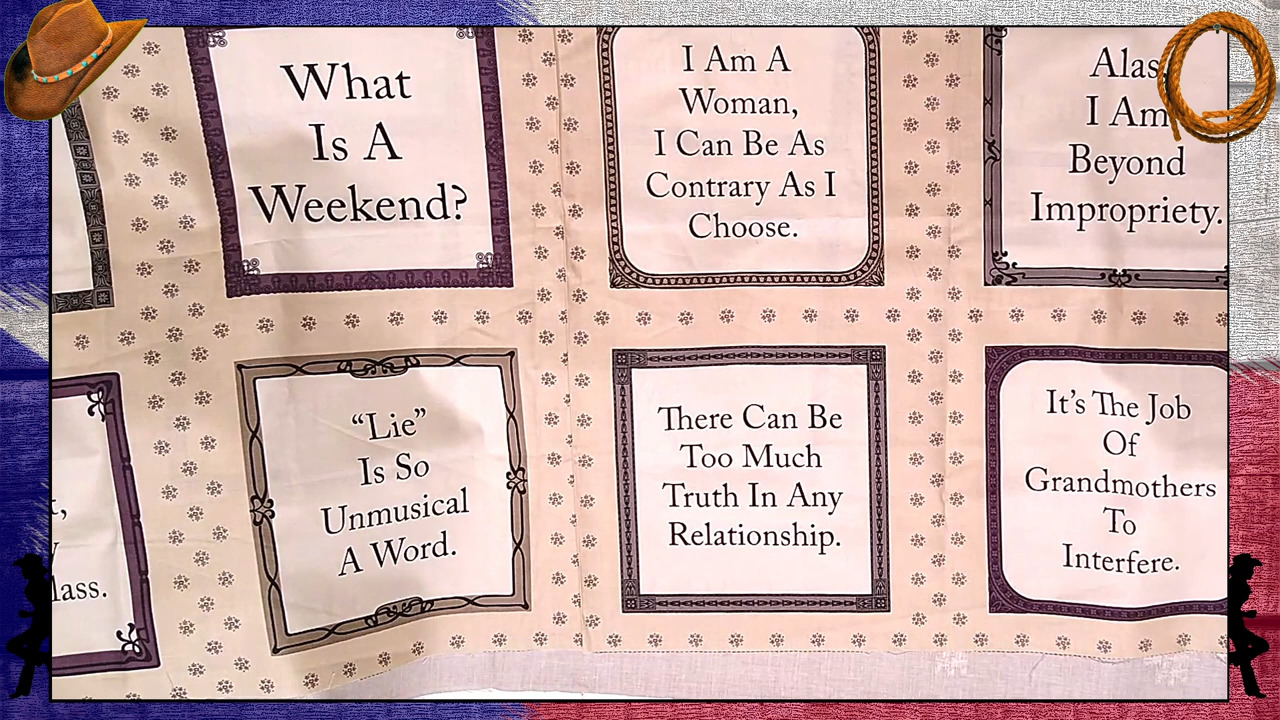 What
Is A
Weekend?
I Am A
Woman,
I Can Be As
Contrary As I
Choose.
Alas,
I Am
Beyond
Impropriety.
lass.
“Lie”
Is So
Unmusical
A Word.
There Can Be
Too Much
Truth In Any
Relationship.
It’s The Job
Of
Grandmothers
To
Interfere.